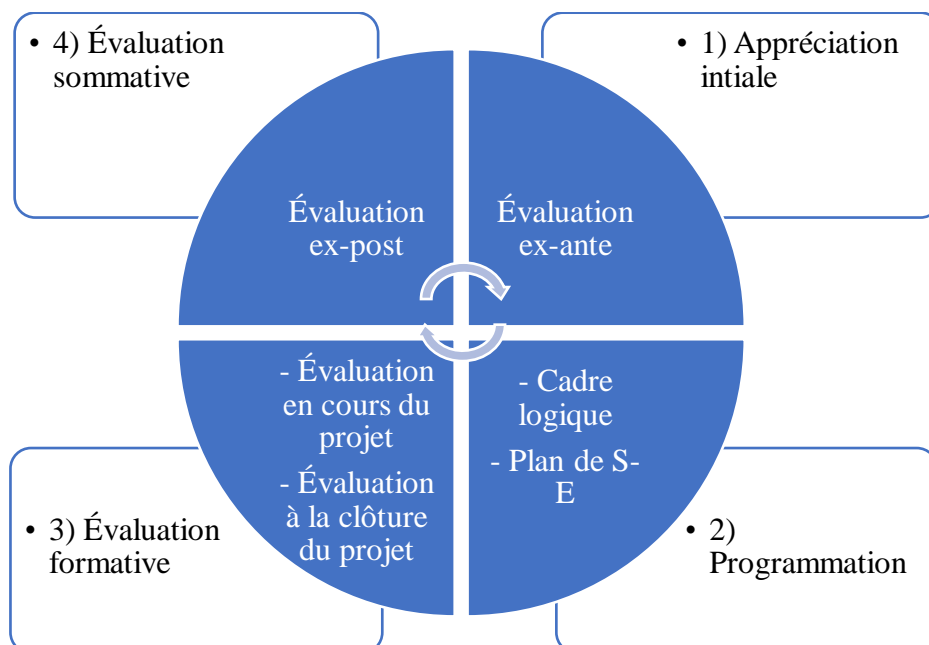 • 4) Évaluation
sommative
• 1) Appréciation
intiale
Évaluation
ex-post
Évaluation
ex-ante
- Évaluation
en cours du
projet
- Évaluation
à la clôture
du projet
- Cadre
logique
- Plan de S-
E
• 3) Évaluation
formative
• 2)
Programmation